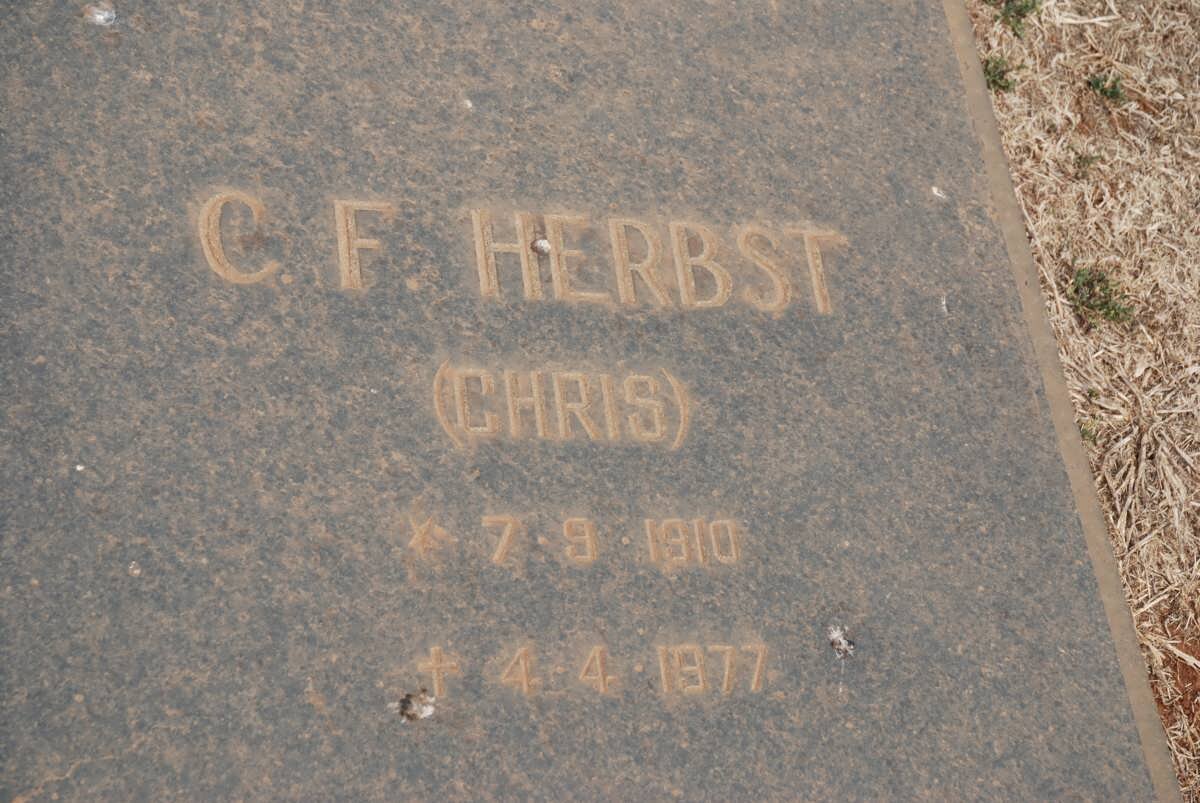 C. F. HERBST
(CHRIS)
* 7 · 9 · 1910
† 4 · 4 · 1977